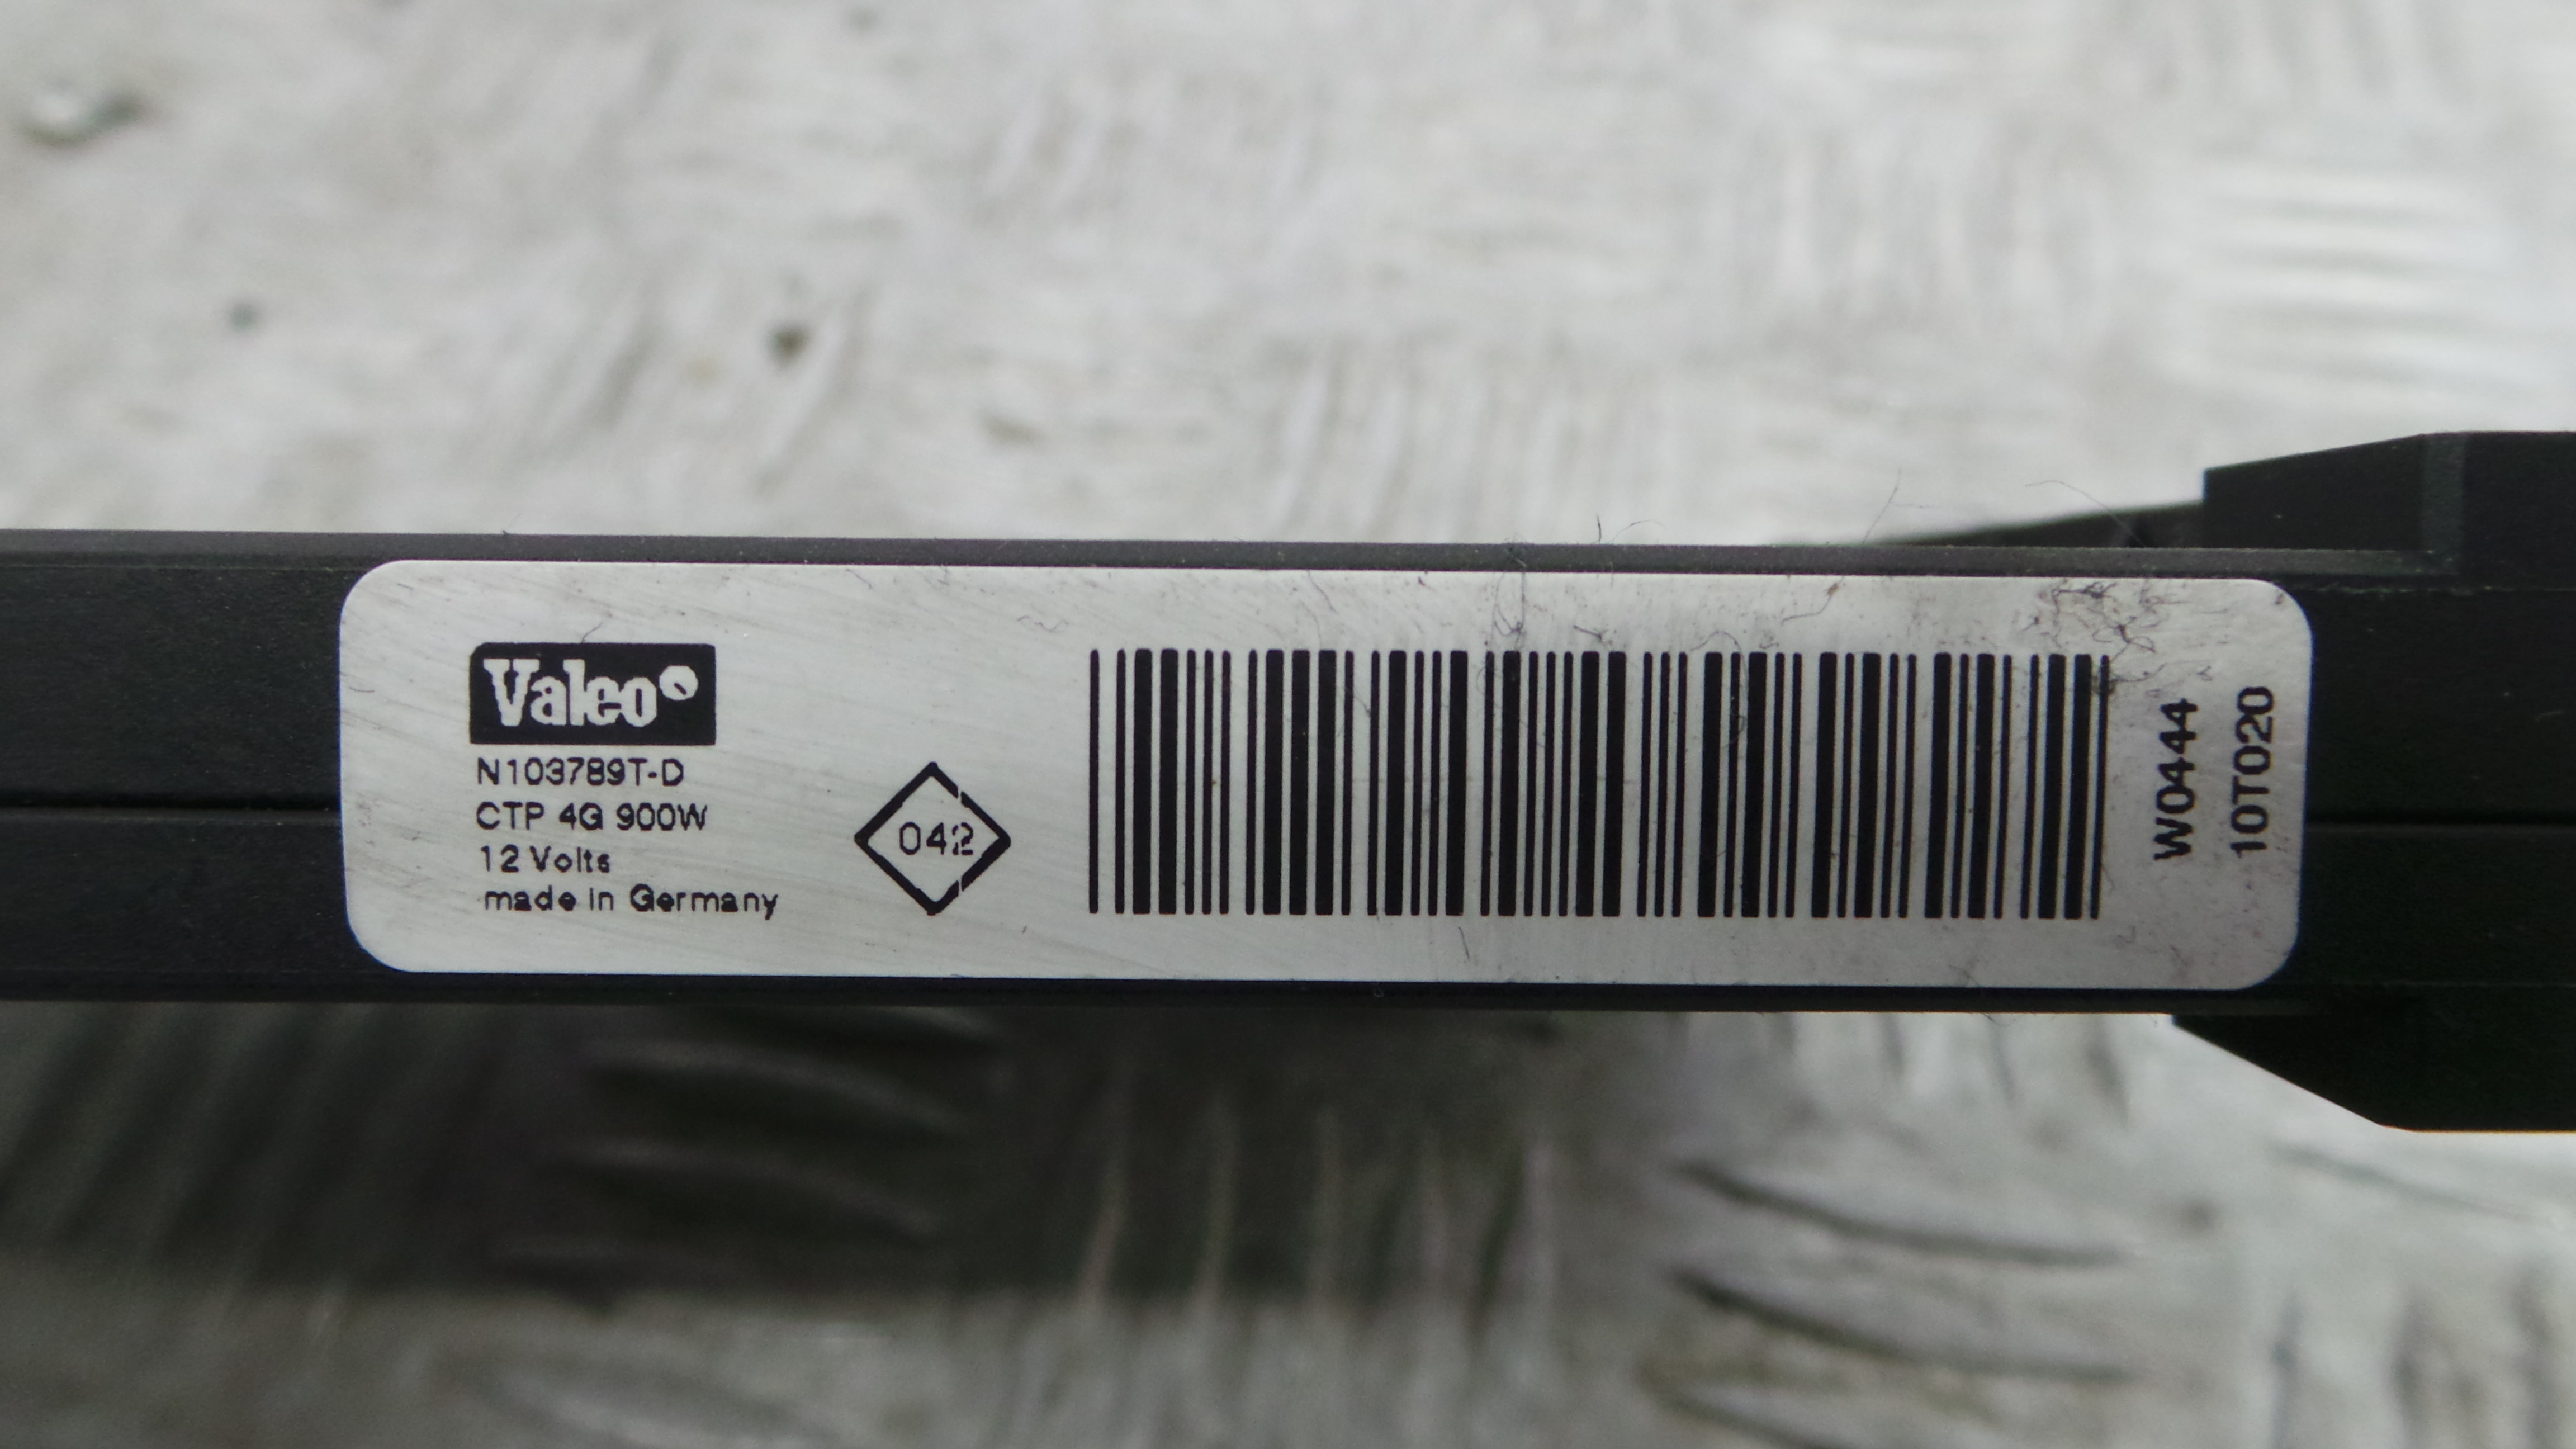 Valeo
N103789T-D
CTP 4G 900W
12 Volts
made in Germany
042
W0444
10T020